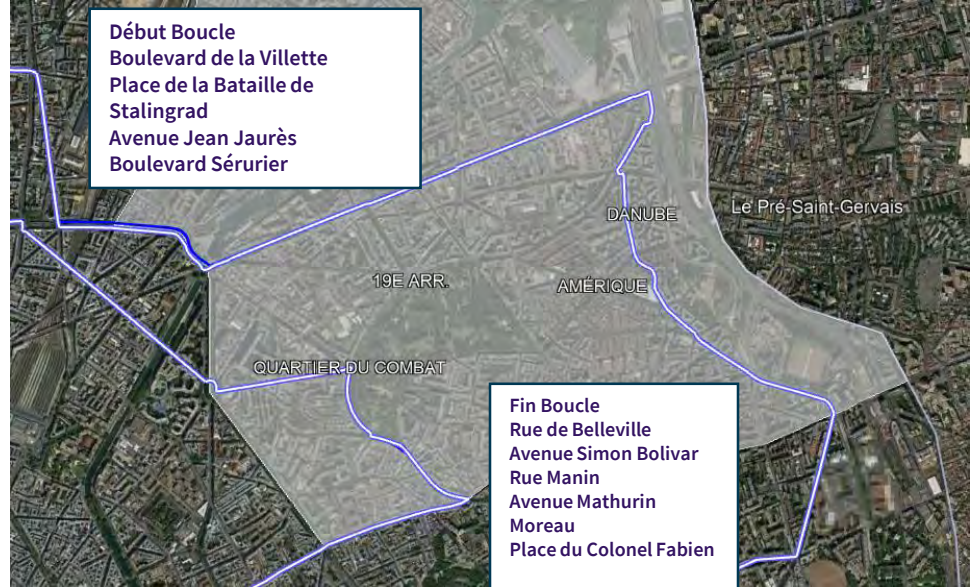 Début Boucle
Boulevard de la Villette
Place de la Bataille de
Stalingrad
Avenue Jean Jaurès
Boulevard Sérurier
DANUBE
Le Pré-Saint-Gervais
19E ARR.
AMÉRIQUE
QUARTIER DU COMBAT
Fin Boucle
Rue de Belleville
Avenue Simon Bolivar
Rue Manin
Avenue Mathurin
Moreau
Place du Colonel Fabien